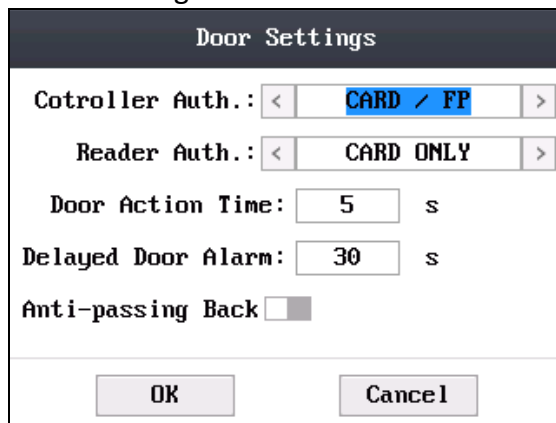 Door Settings
Cotroller Auth.: < CARD / FP >
Reader Auth.: < CARD ONLY >
Door Action Time: 5 s
Delayed Door Alarm: 30 s
Anti-passing Back
OK Cancel